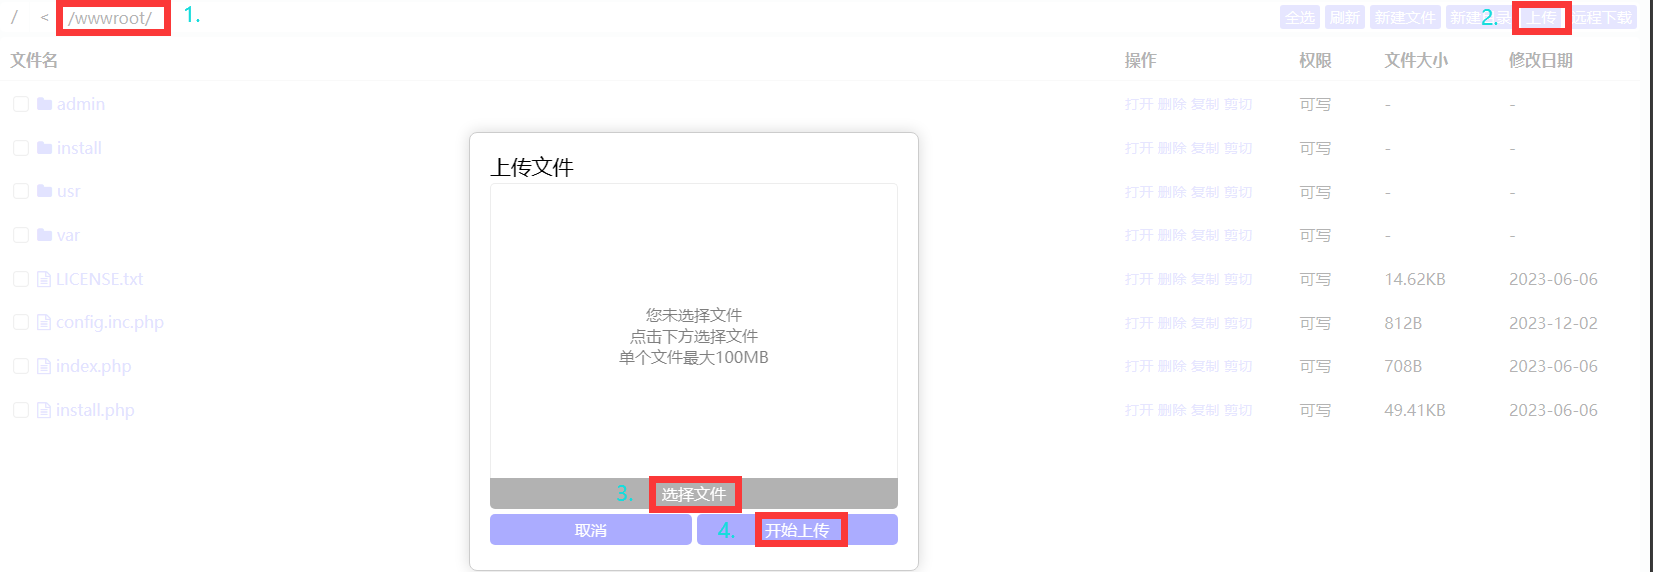 / < /wwwroot/ 1. 全选 刷新 新建文件 新建目录 2. 上传 远程下载
文件名 操作 权限 文件大小 修改日期
admin 打开 删除 复制 剪切 可写 - -
install 打开 删除 复制 剪切 可写 - -
usr 打开 删除 复制 剪切 可写 - -
var 打开 删除 复制 剪切 可写 - -
LICENSE.txt 打开 删除 复制 剪切 可写 14.62KB 2023-06-06
config.inc.php 打开 删除 复制 剪切 可写 812B 2023-12-02
index.php 打开 删除 复制 剪切 可写 708B 2023-06-06
install.php 打开 删除 复制 剪切 可写 49.41KB 2023-06-06
上传文件
您未选择文件
点击下方选择文件
单个文件最大100MB
3. 选择文件
取消 4. 开始上传